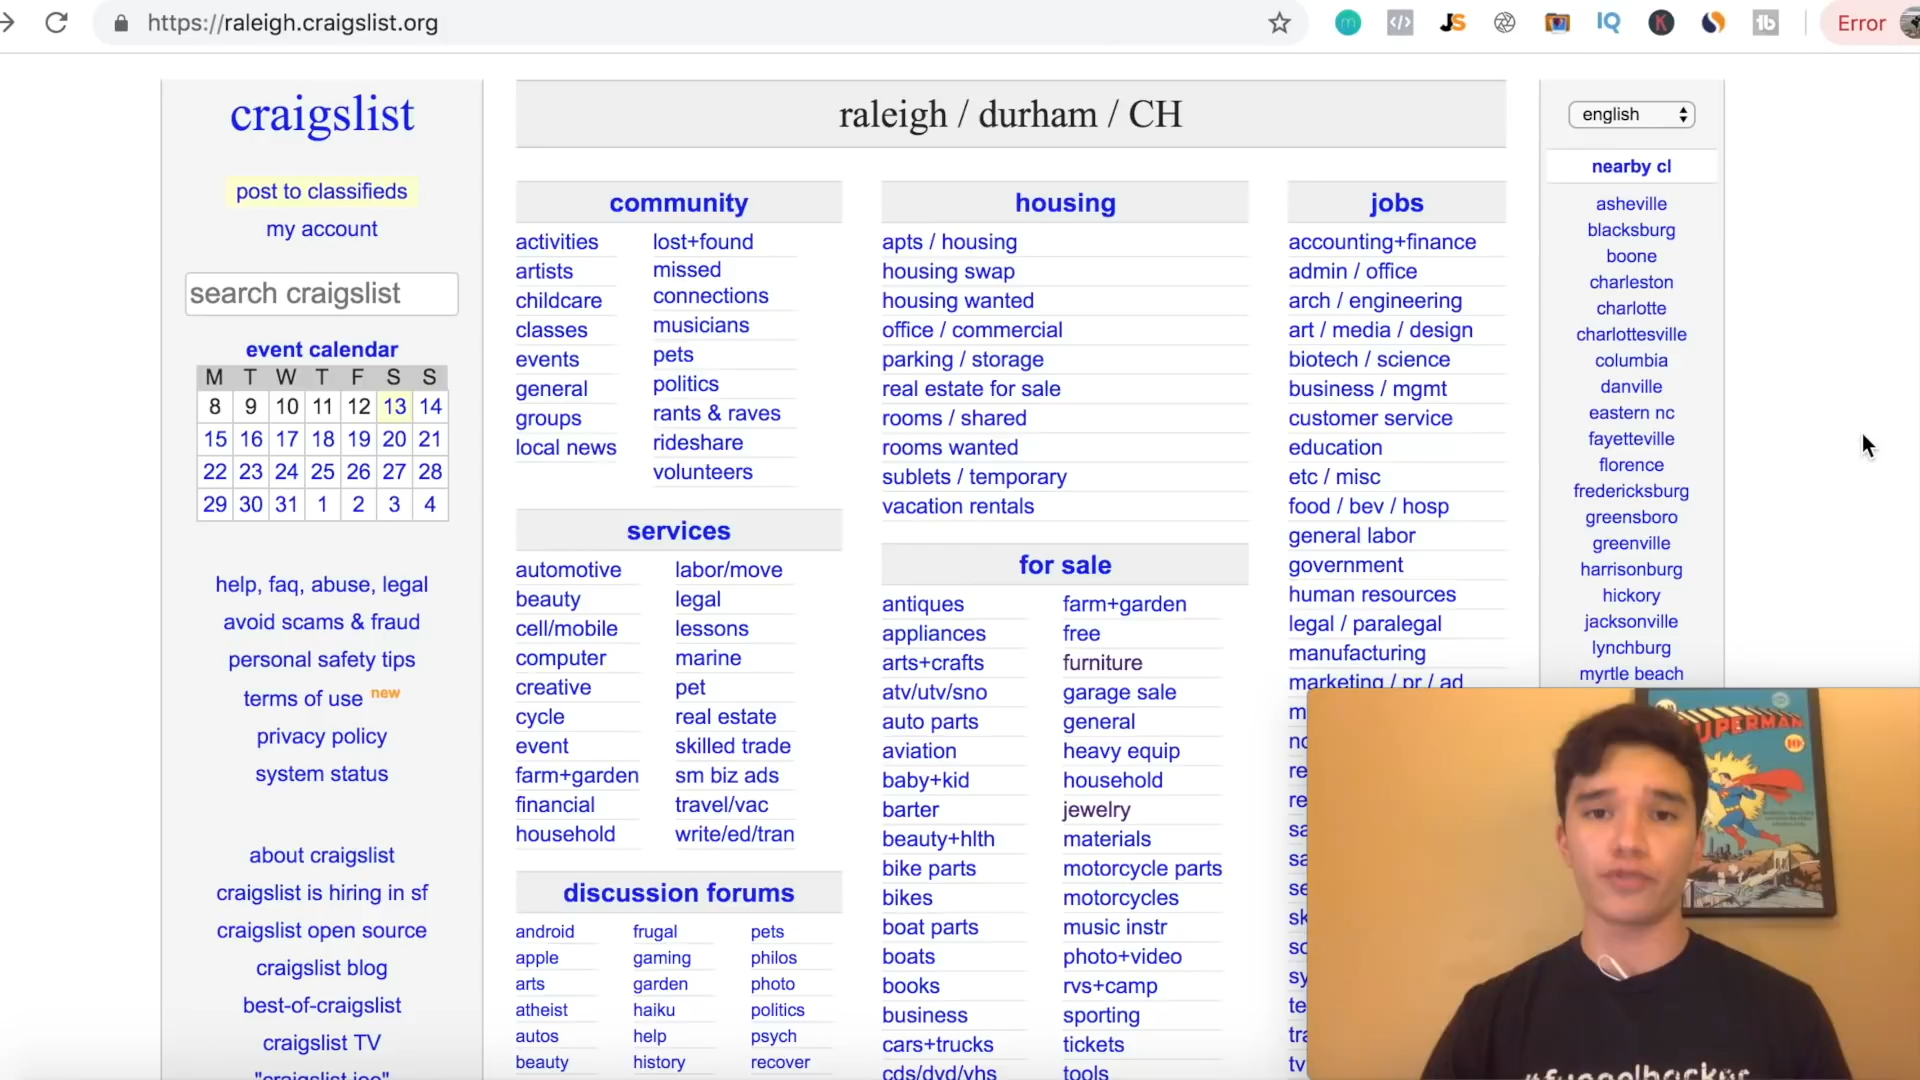 https://raleigh.craigslist.org
JS
IQ
K
Error
craigslist
post to classifieds
my account
search craigslist
event calendar
M T W T F S S
8 9 10 11 12 13 14
15 16 17 18 19 20 21
22 23 24 25 26 27 28
29 30 31 1 2 3 4
help, faq, abuse, legal
avoid scams & fraud
personal safety tips
terms of use new
privacy policy
system status
about craigslist
craigslist is hiring in sf
craigslist open source
craigslist blog
best-of-craigslist
craigslist TV
"craigslist joe"
raleigh / durham / CH
community
activities
artists
childcare
classes
events
general
groups
local news
lost+found
missed
connections
musicians
pets
politics
rants & raves
rideshare
volunteers
services
automotive
beauty
cell/mobile
computer
creative
cycle
event
farm+garden
financial
household
labor/move
legal
lessons
marine
pet
real estate
skilled trade
sm biz ads
travel/vac
write/ed/tran
discussion forums
android
apple
arts
atheist
autos
beauty
frugal
gaming
garden
haiku
help
history
pets
philos
photo
politics
psych
recover
housing
apts / housing
housing swap
housing wanted
office / commercial
parking / storage
real estate for sale
rooms / shared
rooms wanted
sublets / temporary
vacation rentals
for sale
antiques
appliances
arts+crafts
atv/utv/sno
auto parts
aviation
baby+kid
barter
beauty+hlth
bike parts
bikes
boat parts
boats
books
business
cars+trucks
cds/dvd/vhs
farm+garden
free
furniture
garage sale
general
heavy equip
household
jewelry
materials
motorcycle parts
motorcycles
music instr
photo+video
rvs+camp
sporting
tickets
tools
jobs
accounting+finance
admin / office
arch / engineering
art / media / design
biotech / science
business / mgmt
customer service
education
etc / misc
food / bev / hosp
general labor
government
human resources
legal / paralegal
manufacturing
marketing / pr / ad
english
nearby cl
asheville
blacksburg
boone
charleston
charlotte
charlottesville
columbia
danville
eastern nc
fayetteville
florence
fredericksburg
greensboro
greenville
harrisonburg
hickory
jacksonville
lynchburg
myrtle beach
SUPERMAN
#funnelhacker